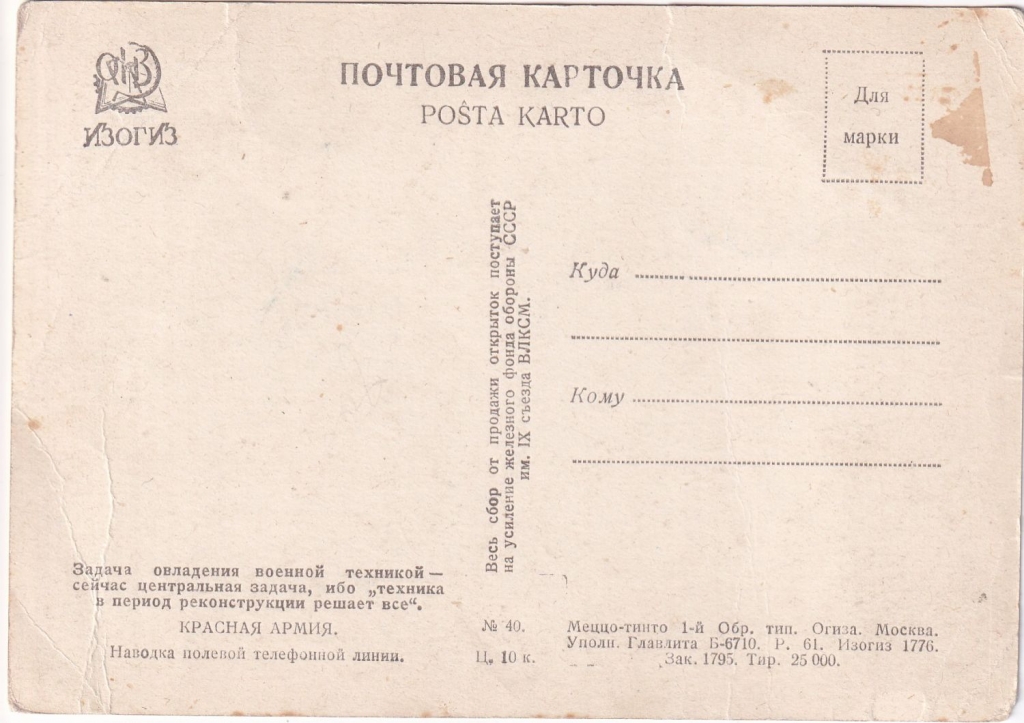 ИЗОГИЗ
ПОЧТОВАЯ КАРТОЧКА
POŜTA KARTO
Для
марки
Весь сбор от продажи открыток поступает
на усиление железного фонда обороны СССР
им. IX съезда ВЛКСМ.
Куда
Кому
Задача овладения военной техникой —
сейчас центральная задача, ибо „техника
в период реконструкции решает все“.
КРАСНАЯ АРМИЯ.
Наводка полевой телефонной линии.
№ 40.
Ц. 10 к.
Меццо-тинто 1-й Обр. тип. Огиза. Москва.
Уполн. Главлита Б-6710. Р. 61. Изогиз 1776.
Зак. 1795. Тир. 25 000.